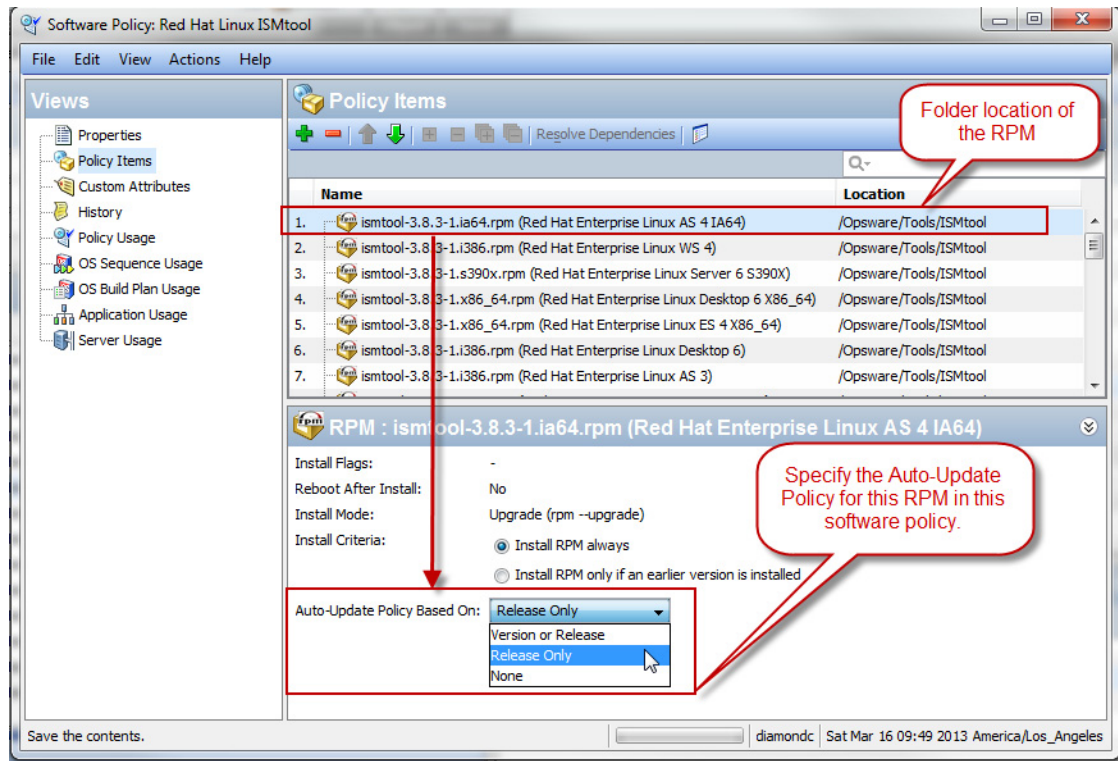 Software Policy: Red Hat Linux ISMtool
File Edit View Actions Help
Views
Properties
Policy Items
Custom Attributes
History
Policy Usage
OS Sequence Usage
OS Build Plan Usage
Application Usage
Server Usage
Policy Items
Resolve Dependencies
Folder location of
the RPM
Name Location
1. ismtool-3.8.3-1.ia64.rpm (Red Hat Enterprise Linux AS 4 IA64) /Opsware/Tools/ISMtool
2. ismtool-3.8.3-1.i386.rpm (Red Hat Enterprise Linux WS 4) /Opsware/Tools/ISMtool
3. ismtool-3.8.3-1.s390x.rpm (Red Hat Enterprise Linux Server 6 S390X) /Opsware/Tools/ISMtool
4. ismtool-3.8.3-1.x86_64.rpm (Red Hat Enterprise Linux Desktop 6 X86_64) /Opsware/Tools/ISMtool
5. ismtool-3.8.3-1.x86_64.rpm (Red Hat Enterprise Linux ES 4 X86_64) /Opsware/Tools/ISMtool
6. ismtool-3.8.3-1.i386.rpm (Red Hat Enterprise Linux Desktop 6) /Opsware/Tools/ISMtool
7. ismtool-3.8.3-1.i386.rpm (Red Hat Enterprise Linux AS 3) /Opsware/Tools/ISMtool
rpm RPM : ismtool-3.8.3-1.ia64.rpm (Red Hat Enterprise Linux AS 4 IA64)
Install Flags: -
Reboot After Install: No
Install Mode: Upgrade (rpm --upgrade)
Install Criteria: Install RPM always
Install RPM only if an earlier version is installed
Specify the Auto-Update
Policy for this RPM in this
software policy.
Auto-Update Policy Based On: Release Only
Version or Release
Release Only
None
Save the contents. diamondc Sat Mar 16 09:49 2013 America/Los_Angeles